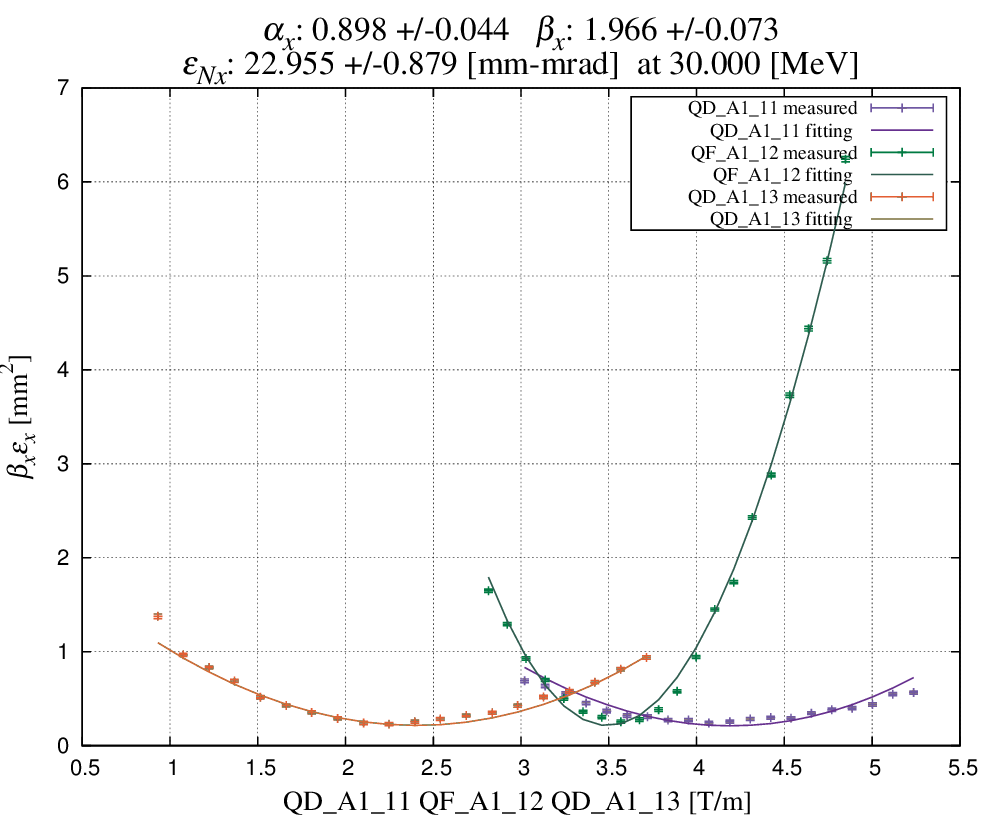 αx: 0.898 +/-0.044 βx: 1.966 +/-0.073
εNx: 22.955 +/-0.879 [mm-mrad] at 30.000 [MeV]
7
6
5
4
3
2
1
0
βxεx [mm2]
QD_A1_11 measured
QD_A1_11 fitting
QF_A1_12 measured
QF_A1_12 fitting
QD_A1_13 measured
QD_A1_13 fitting
0.5 1 1.5 2 2.5 3 3.5 4 4.5 5 5.5
QD_A1_11 QF_A1_12 QD_A1_13 [T/m]